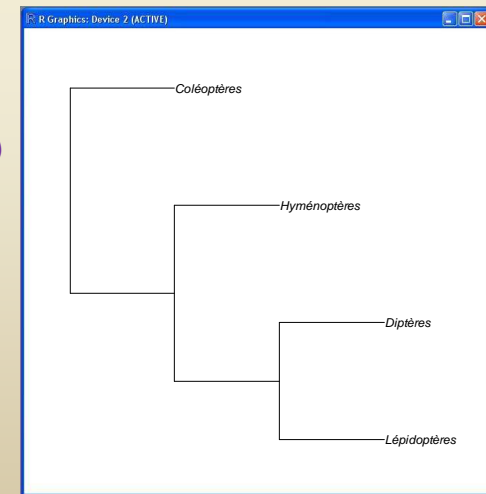 R Graphics: Device 2 (ACTIVE)
Coléoptères
Hyménoptères
Diptères
Lépidoptères